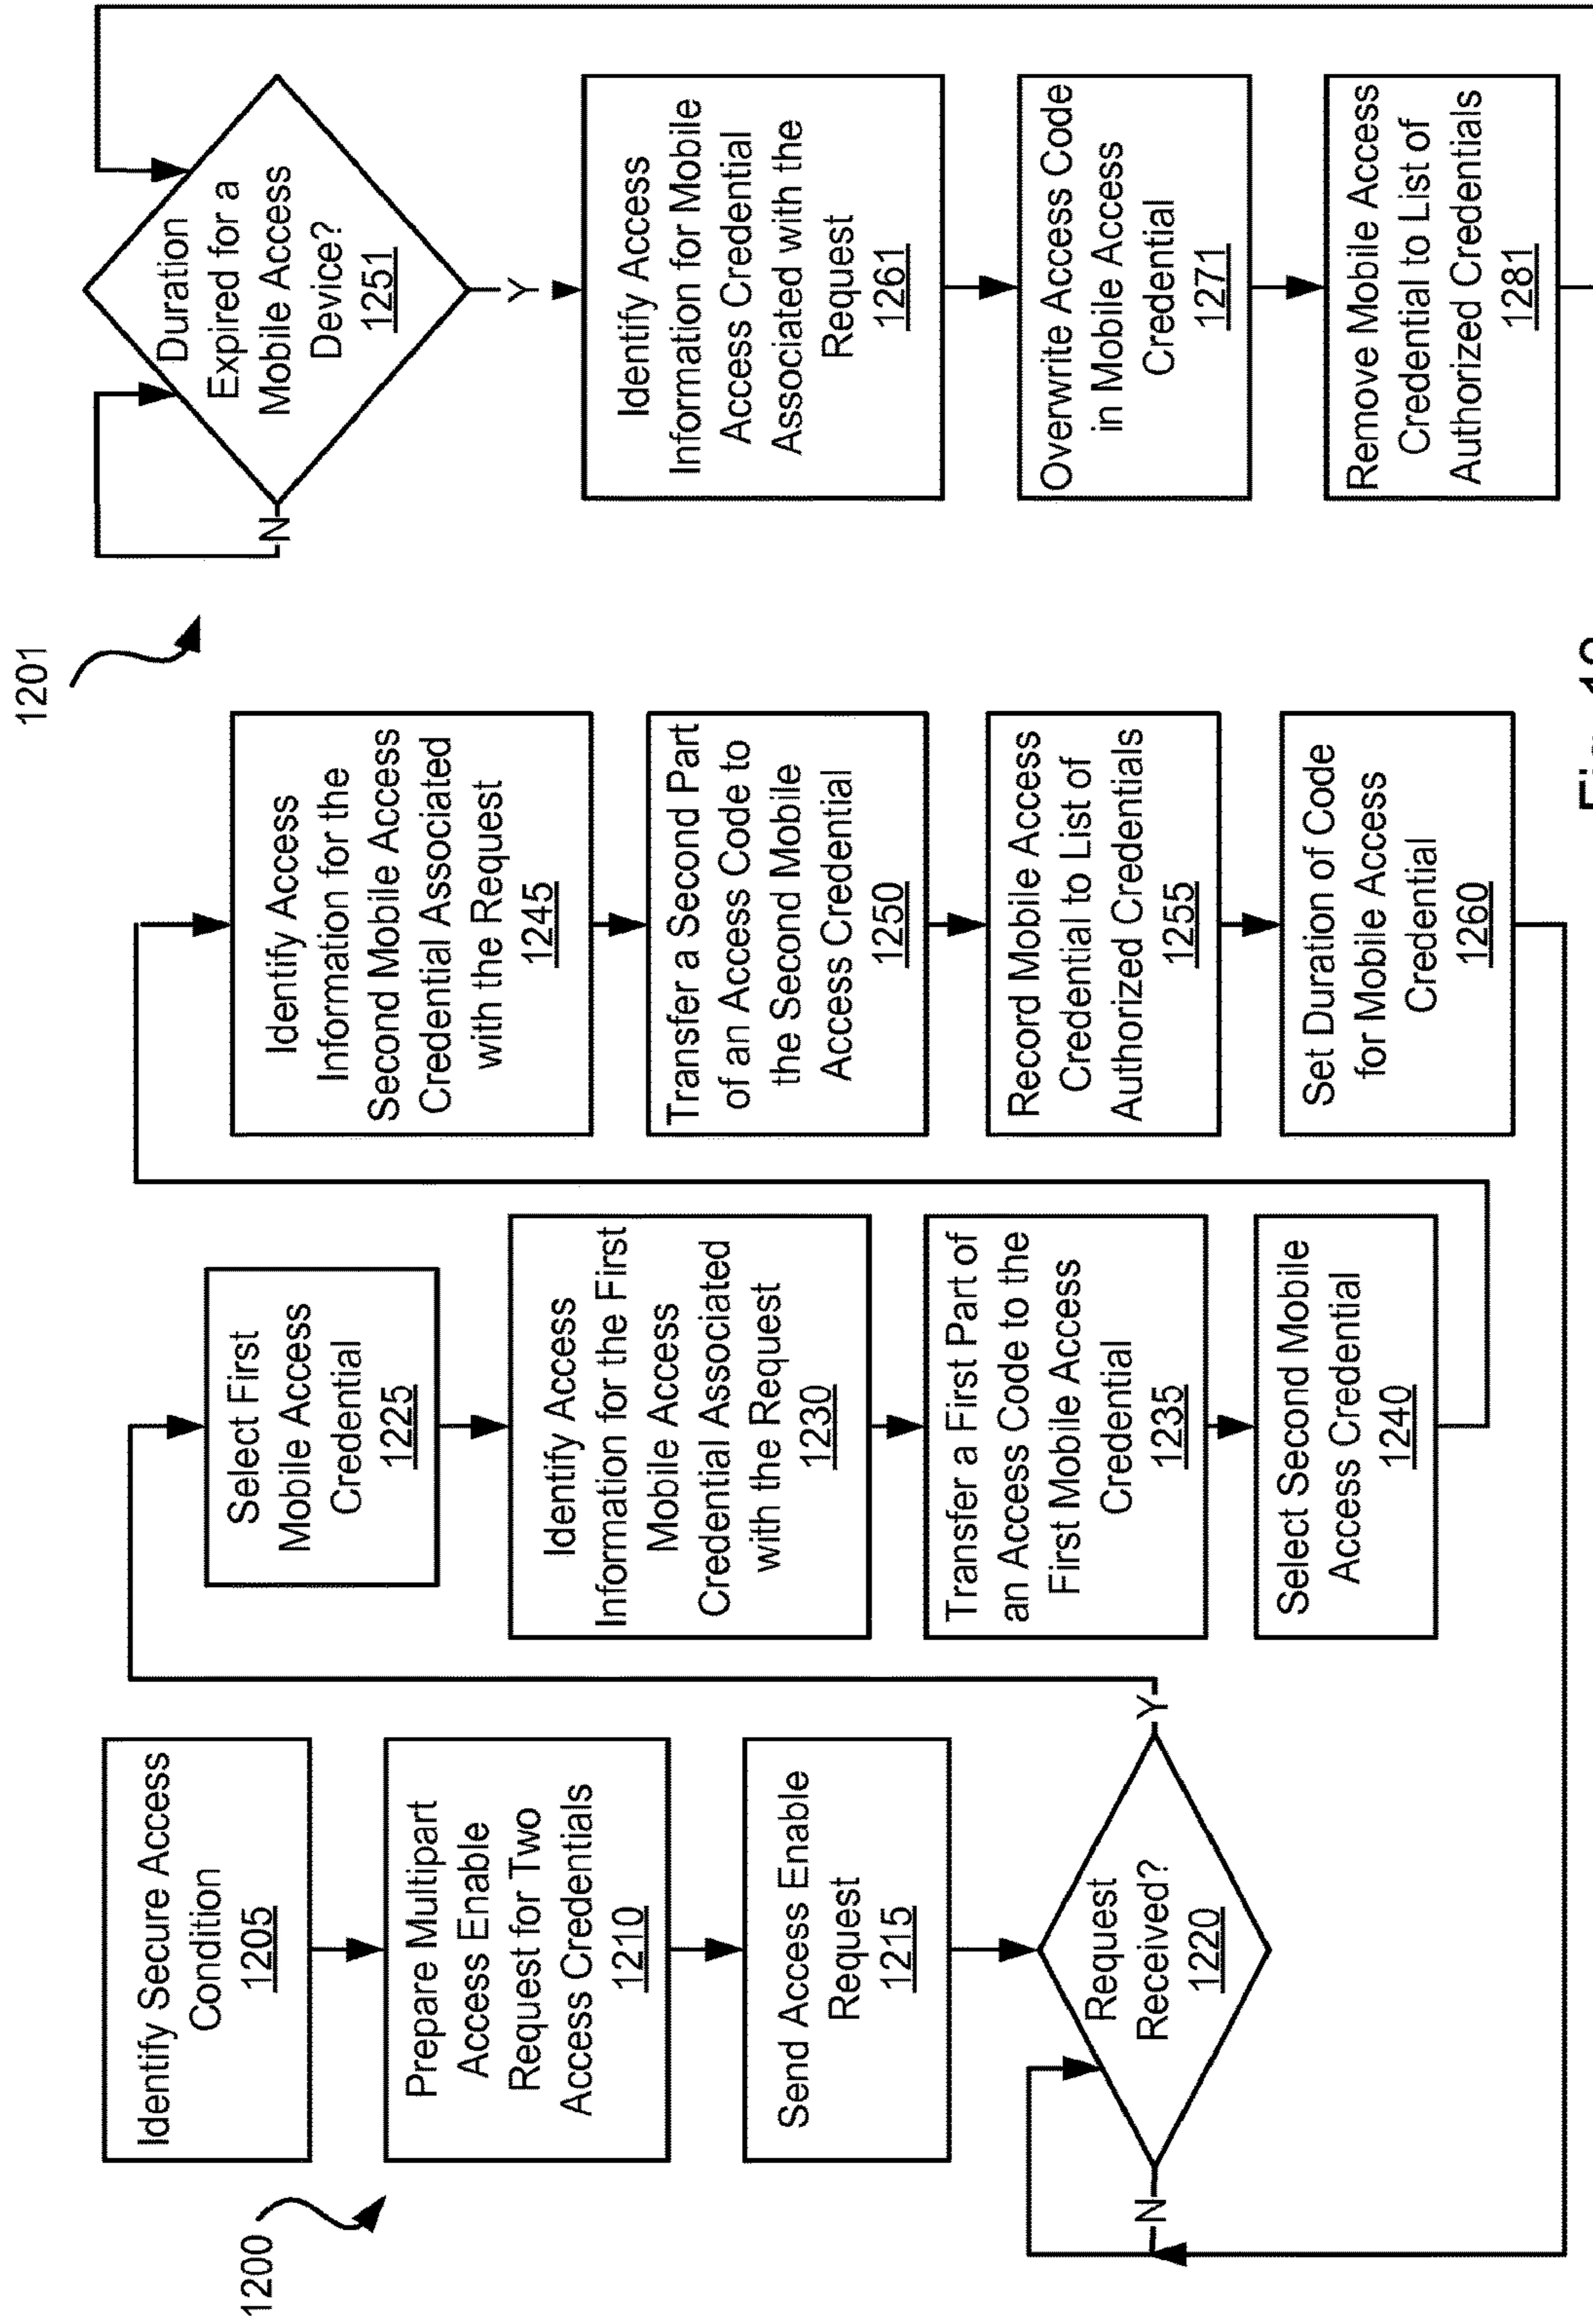 1200
Identify Secure Access
Condition
1205
Prepare Multipart
Access Enable
Request for Two
Access Credentials
1210
Send Access Enable
Request
1215
Request
Received?
1220
N
Y
Select First
Mobile Access
Credential
1225
Identify Access
Information for the First
Mobile Access
Credential Associated
with the Request
1230
Transfer a First Part of
an Access Code to the
First Mobile Access
Credential
1235
Select Second Mobile
Access Credential
1240
Identify Access
Information for the
Second Mobile Access
Credential Associated
with the Request
1245
Transfer a Second Part
of an Access Code to
the Second Mobile
Access Credential
1250
Record Mobile Access
Credential to List of
Authorized Credentials
1255
Set Duration of Code
for Mobile Access
Credential
1260
1201
Duration
Expired for a
Mobile Access
Device?
1251
N
Y
Identify Access
Information for Mobile
Access Credential
Associated with the
Request
1261
Overwrite Access Code
in Mobile Access
Credential
1271
Remove Mobile Access
Credential to List of
Authorized Credentials
1281